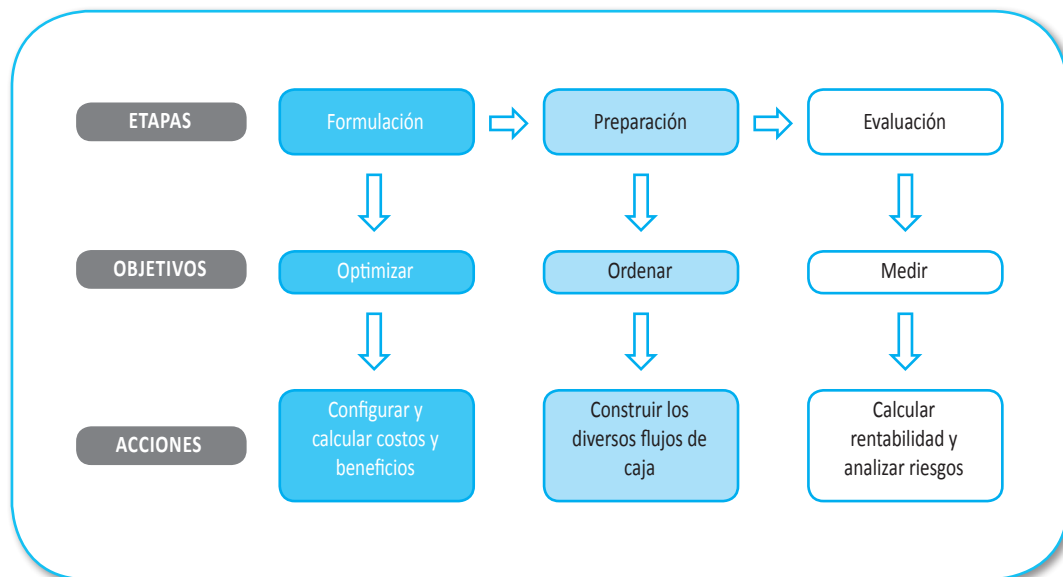 ETAPAS
Formulación
Preparación
Evaluación
OBJETIVOS
Optimizar
Ordenar
Medir
ACCIONES
Configurar y
calcular costos y
beneficios
Construir los
diversos flujos de
caja
Calcular
rentabilidad y
analizar riesgos